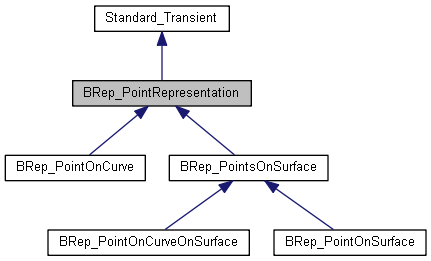 Standard_Transient
BRep_PointRepresentation
BRep_PointOnCurve
BRep_PointsOnSurface
BRep_PointOnCurveOnSurface
BRep_PointOnSurface